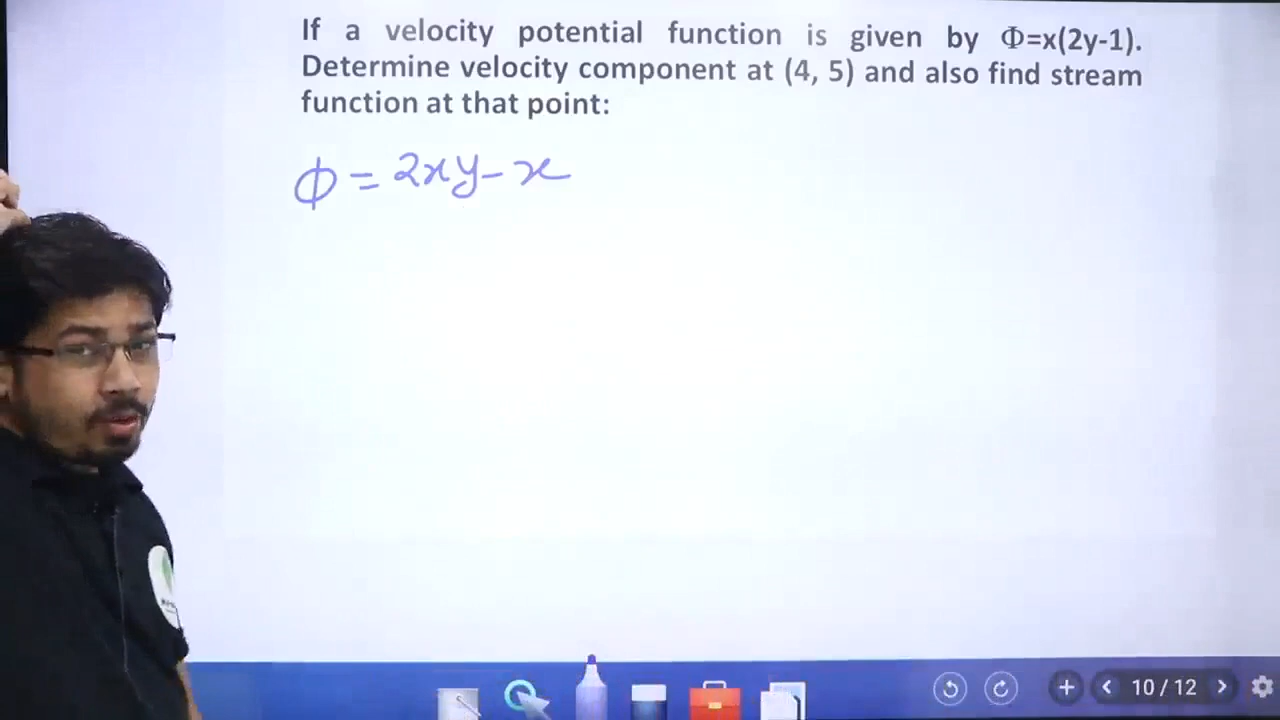 If a velocity potential function is given by Φ=x(2y-1).
Determine velocity component at (4, 5) and also find stream
function at that point:
ϕ = 2xy - x
10 / 12